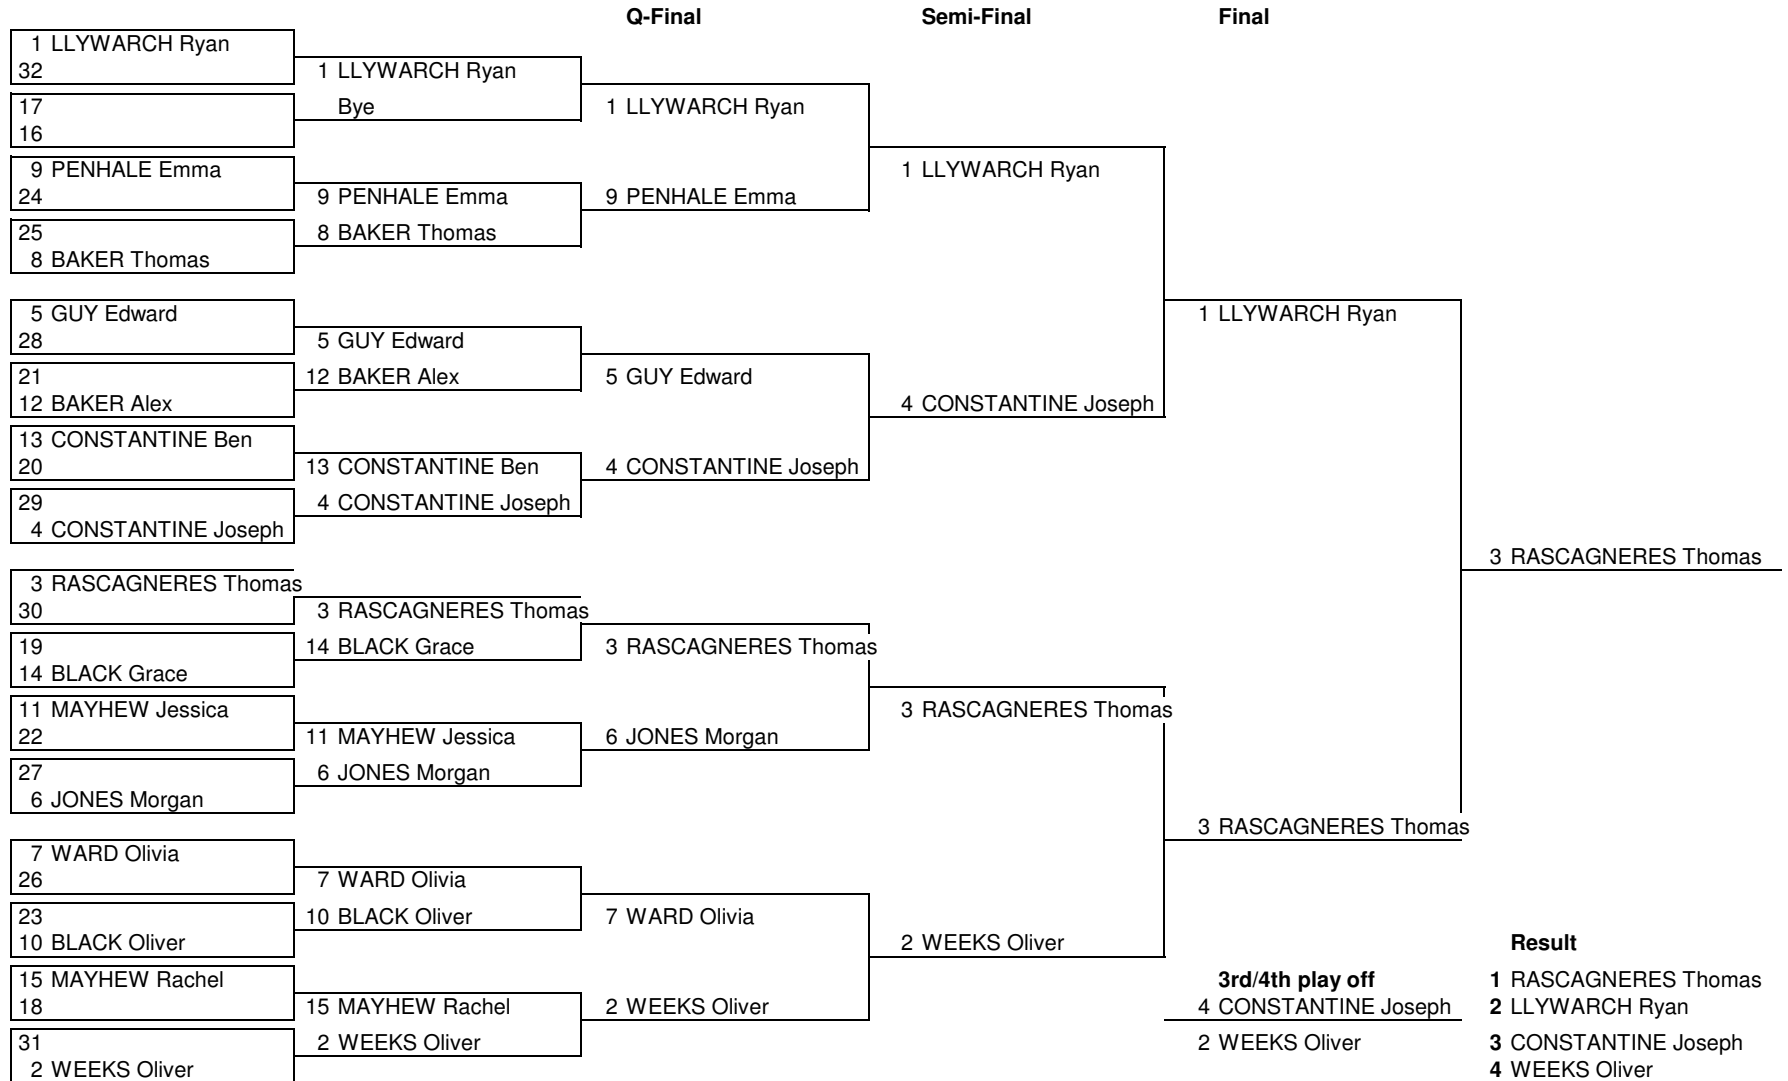 Q-Final Semi-Final Final
1 LLYWARCH Ryan
32
17
16
9 PENHALE Emma
24
25
8 BAKER Thomas
5 GUY Edward
28
21
12 BAKER Alex
13 CONSTANTINE Ben
20
29
4 CONSTANTINE Joseph
3 RASCAGNERES Thomas
30
19
14 BLACK Grace
11 MAYHEW Jessica
22
27
6 JONES Morgan
7 WARD Olivia
26
23
10 BLACK Oliver
15 MAYHEW Rachel
18
31
2 WEEKS Oliver
1 LLYWARCH Ryan
Bye
9 PENHALE Emma
8 BAKER Thomas
5 GUY Edward
12 BAKER Alex
13 CONSTANTINE Ben
4 CONSTANTINE Joseph
3 RASCAGNERES Thomas
14 BLACK Grace
11 MAYHEW Jessica
6 JONES Morgan
7 WARD Olivia
10 BLACK Oliver
15 MAYHEW Rachel
2 WEEKS Oliver
1 LLYWARCH Ryan
9 PENHALE Emma
5 GUY Edward
4 CONSTANTINE Joseph
3 RASCAGNERES Thomas
6 JONES Morgan
7 WARD Olivia
2 WEEKS Oliver
1 LLYWARCH Ryan
4 CONSTANTINE Joseph
3 RASCAGNERES Thomas
2 WEEKS Oliver
1 LLYWARCH Ryan
3 RASCAGNERES Thomas
3rd/4th play off
4 CONSTANTINE Joseph
2 WEEKS Oliver
3 RASCAGNERES Thomas
Result
1 RASCAGNERES Thomas
2 LLYWARCH Ryan
3 CONSTANTINE Joseph
4 WEEKS Oliver